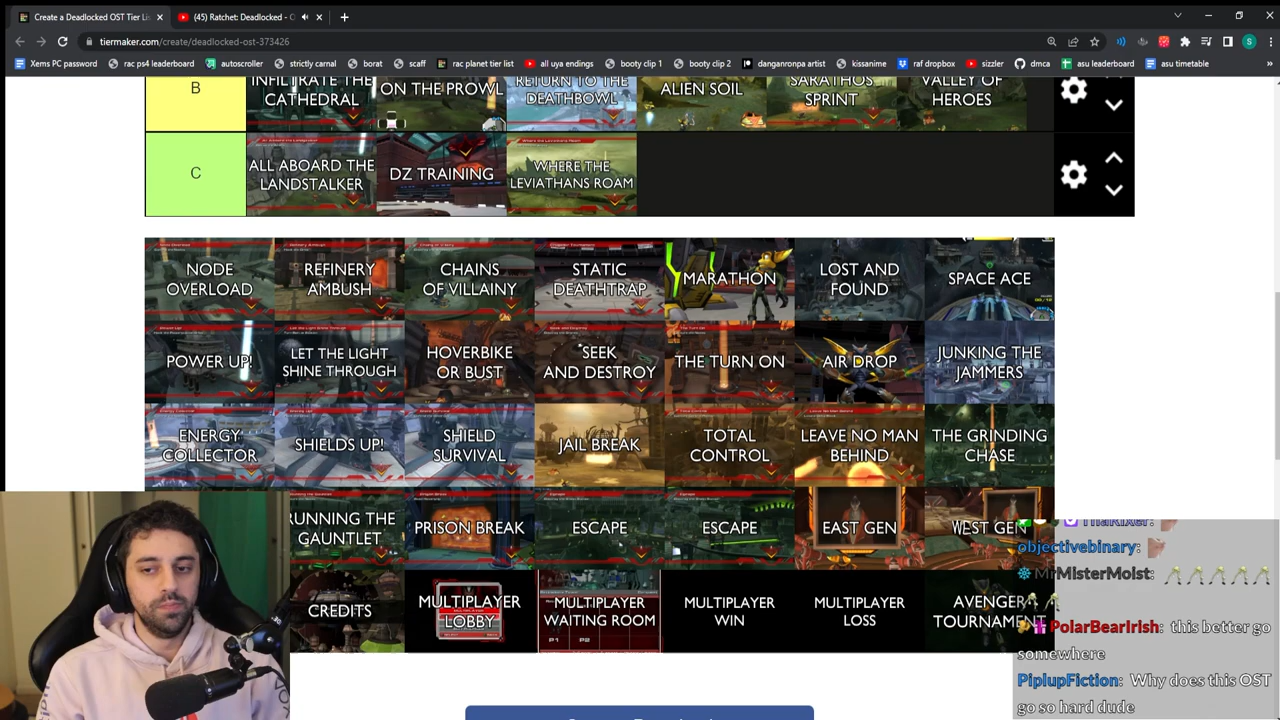 Create a Deadlocked OST Tier Lis
(45) Ratchet: Deadlocked - O
tiermaker.com/create/deadlocked-ost-373426
S
Xems PC password
rac ps4 leaderboard
autoscroller
strictly carnal
borat
scaff
rac planet tier list
all uya endings
booty clip 1
booty clip 2
dangannronpa artist
kissanime
raf dropbox
sizzler
dmca
asu leaderboard
asu timetable
»
B
INFILTRATE THE
CATHEDRAL
ON THE PROWL
RETURN TO THE
DEATHBOWL
ALIEN SOIL
SARATHOS
SPRINT
VALLEY OF
HEROES
C
ALL ABOARD THE
LANDSTALKER
DZ TRAINING
WHERE THE
LEVIATHANS ROAM
NODE
OVERLOAD
REFINERY
AMBUSH
CHAINS
OF VILLAINY
STATIC
DEATHTRAP
MARATHON
LOST AND
FOUND
SPACE ACE
POWER UP!
LET THE LIGHT
SHINE THROUGH
HOVERBIKE
OR BUST
SEEK
AND DESTROY
THE TURN ON
AIR DROP
JUNKING THE
JAMMERS
ENERGY
COLLECTOR
SHIELDS UP!
SHIELD
SURVIVAL
JAIL BREAK
TOTAL
CONTROL
LEAVE NO MAN
BEHIND
THE GRINDING
CHASE
RUNNING THE
GAUNTLET
PRISON BREAK
ESCAPE
ESCAPE
EAST GEN
WEST GEN
CREDITS
MULTIPLAYER
LOBBY
MULTIPLAYER
WAITING ROOM
P1 P2
MULTIPLAYER
WIN
MULTIPLAYER
LOSS
AVENGER
TOURNAMENT
objectivebinary:
MrMisterMoist:
PolarBearIrish: this better go
somewhere
PiplupFiction: Why does this OST
go so hard dude